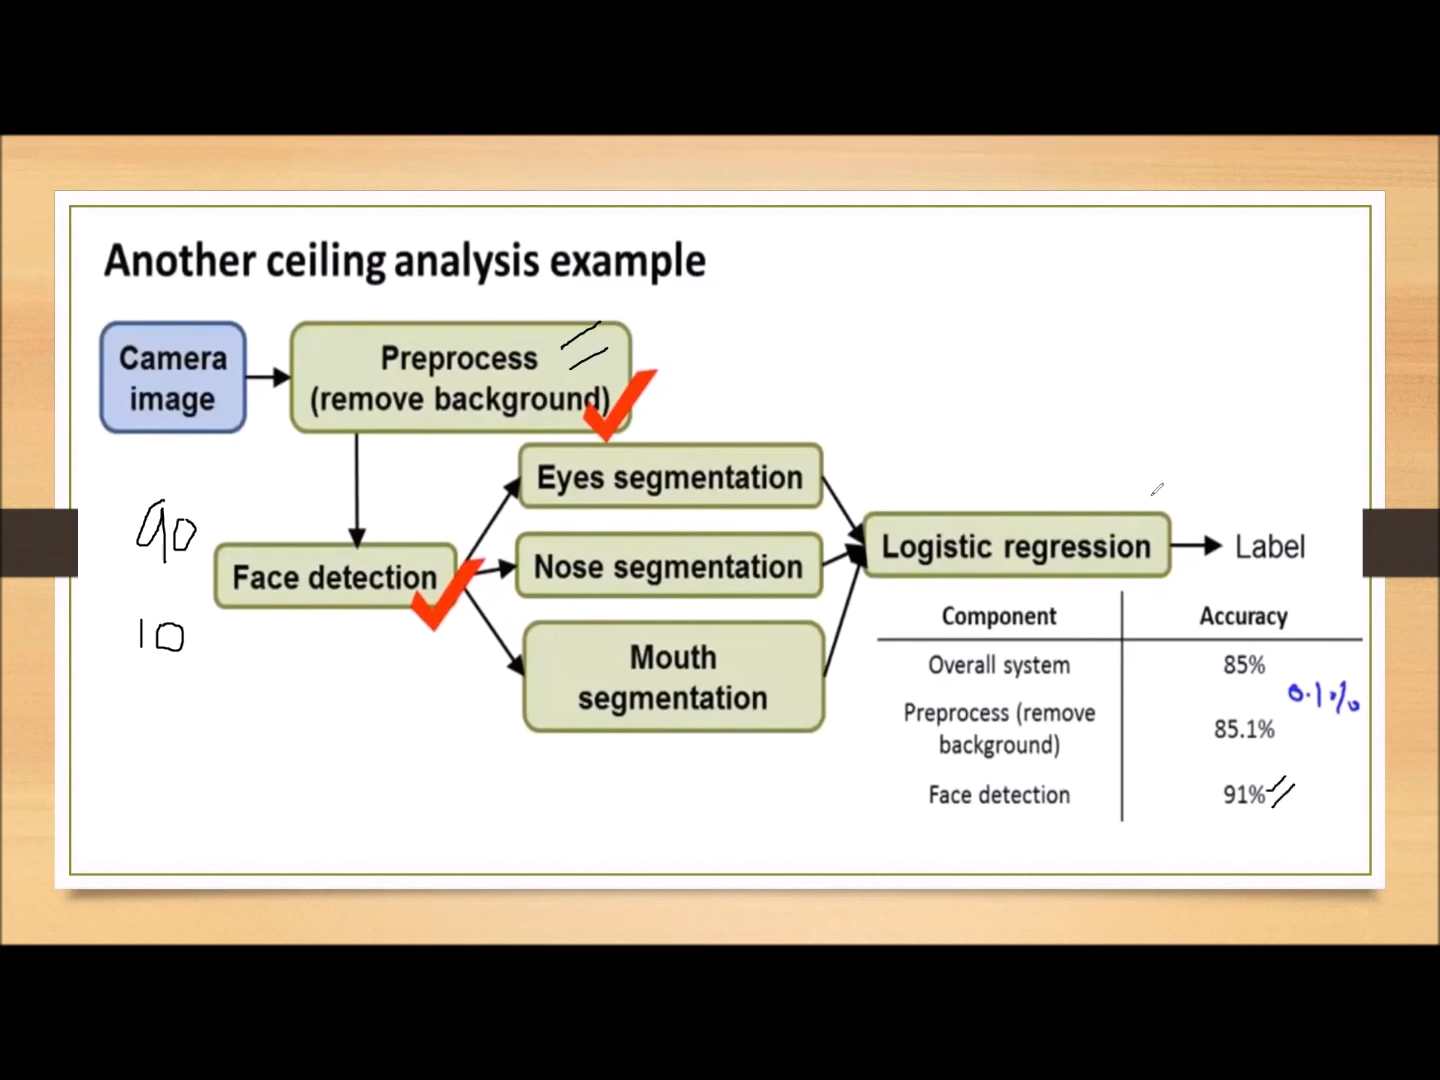 Another ceiling analysis example
Camera
image
Preprocess
(remove background)
Eyes segmentation
90
Face detection
Nose segmentation
Logistic regression
Label
10
Mouth
segmentation
Component Accuracy
Overall system 85%
0.1%
Preprocess (remove
background) 85.1%
Face detection 91%